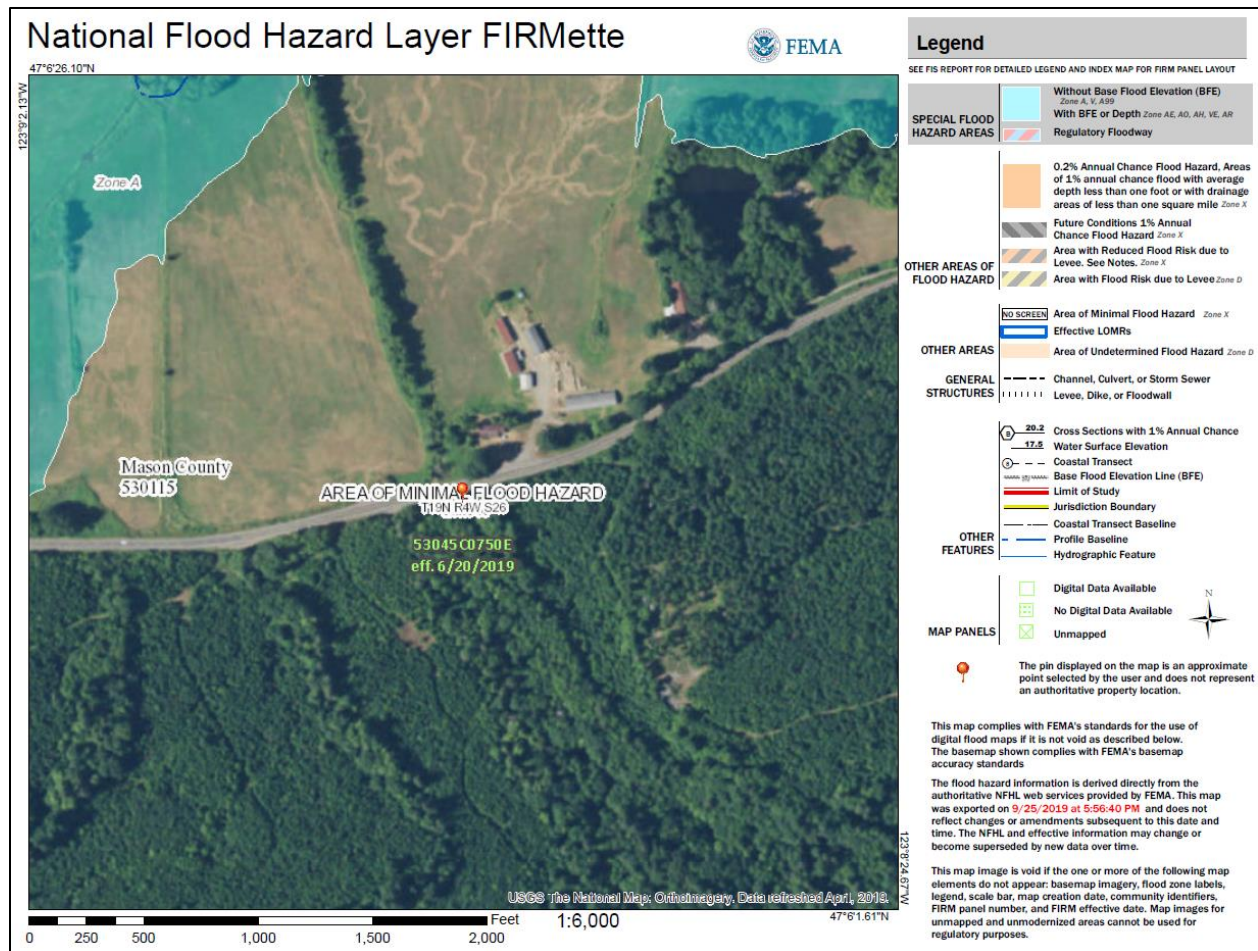 National Flood Hazard Layer FIRMette
FEMA
47°6'26.10"N
123°9'2.13"W
Zone A
Mason County
530115
AREA OF MINIMAL FLOOD HAZARD
T19N R4W S26
53045C0750E
eff. 6/20/2019
USGS The National Map: Orthoimagery. Data refreshed April, 2019.
123°8'24.67"W
47°6'1.61"N
Feet
1:6,000
0 250 500 1,000 1,500 2,000
Legend
SEE FIS REPORT FOR DETAILED LEGEND AND INDEX MAP FOR FIRM PANEL LAYOUT
SPECIAL FLOOD
HAZARD AREAS
Without Base Flood Elevation (BFE)
Zone A, V, A99
With BFE or Depth Zone AE, AO, AH, VE, AR
Regulatory Floodway
OTHER AREAS OF
FLOOD HAZARD
0.2% Annual Chance Flood Hazard, Areas
of 1% annual chance flood with average
depth less than one foot or with drainage
areas of less than one square mile Zone X
Future Conditions 1% Annual
Chance Flood Hazard Zone X
Area with Reduced Flood Risk due to
Levee. See Notes. Zone X
Area with Flood Risk due to Levee Zone D
OTHER AREAS
NO SCREEN Area of Minimal Flood Hazard Zone X
Effective LOMRs
Area of Undetermined Flood Hazard Zone D
GENERAL
STRUCTURES
Channel, Culvert, or Storm Sewer
Levee, Dike, or Floodwall
OTHER
FEATURES
B 20.2 Cross Sections with 1% Annual Chance
17.5 Water Surface Elevation
8 Coastal Transect
Base Flood Elevation Line (BFE)
Limit of Study
Jurisdiction Boundary
Coastal Transect Baseline
Profile Baseline
Hydrographic Feature
MAP PANELS
Digital Data Available
No Digital Data Available
Unmapped
N
The pin displayed on the map is an approximate
point selected by the user and does not represent
an authoritative property location.
This map complies with FEMA's standards for the use of
digital flood maps if it is not void as described below.
The basemap shown complies with FEMA's basemap
accuracy standards
The flood hazard information is derived directly from the
authoritative NFHL web services provided by FEMA. This map
was exported on 9/25/2019 at 5:56:40 PM and does not
reflect changes or amendments subsequent to this date and
time. The NFHL and effective information may change or
become superseded by new data over time.
This map image is void if the one or more of the following map
elements do not appear: basemap imagery, flood zone labels,
legend, scale bar, map creation date, community identifiers,
FIRM panel number, and FIRM effective date. Map images for
unmapped and unmodernized areas cannot be used for
regulatory purposes.